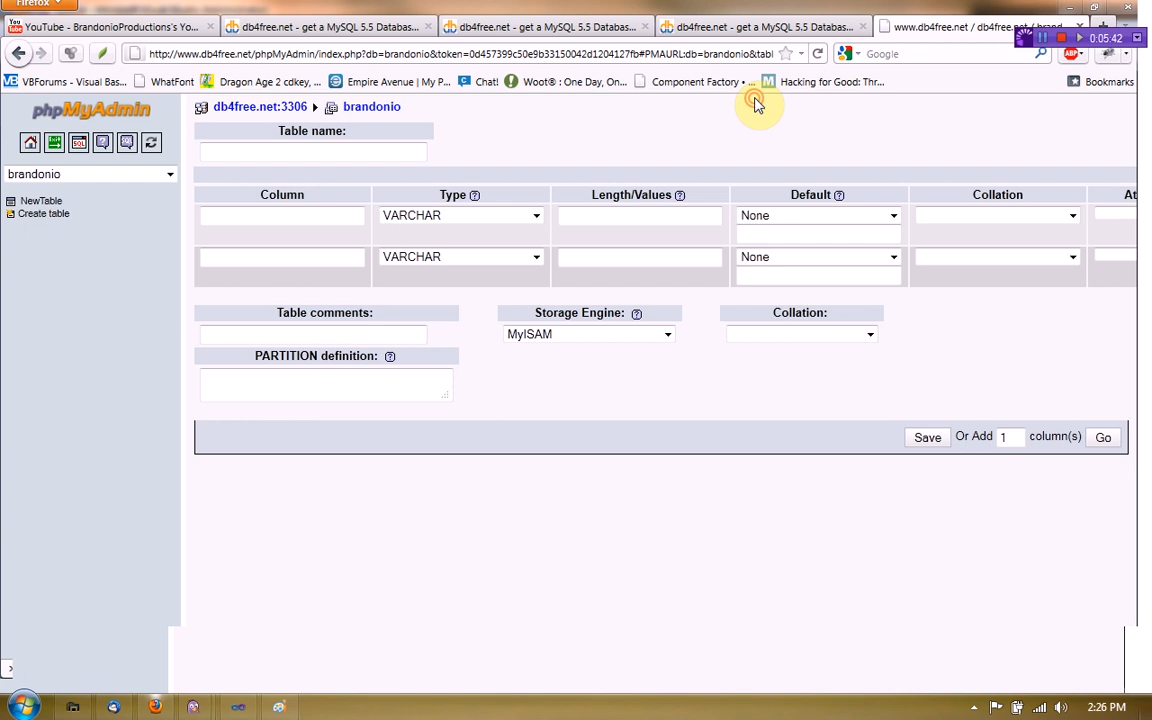 Firefox
YouTube - BrandonioProductions's Yo...
db4free.net - get a MySQL 5.5 Databas...
db4free.net - get a MySQL 5.5 Databas...
db4free.net - get a MySQL 5.5 Databas...
www.db4free.net / db4free.net / brand...
0:05:42
http://www.db4free.net/phpMyAdmin/index.php?db=brandonio&token=0d457399c50e9b33150042d1204127fb#PMAURL:db=brandonio&tabl
Google
ABP
VBForums - Visual Bas...
WhatFont
Dragon Age 2 cdkey, ...
Empire Avenue | My P...
Chat!
Woot® : One Day, On...
Component Factory • ...
Hacking for Good: Thr...
Bookmarks
phpMyAdmin
db4free.net:3306
brandonio
Table name:
SQL
brandonio
NewTable
Create table
Column
Type
Length/Values
Default
Collation
At
VARCHAR
None
VARCHAR
None
Table comments:
Storage Engine:
Collation:
MyISAM
PARTITION definition:
Save
Or Add
1
column(s)
Go
2:26 PM